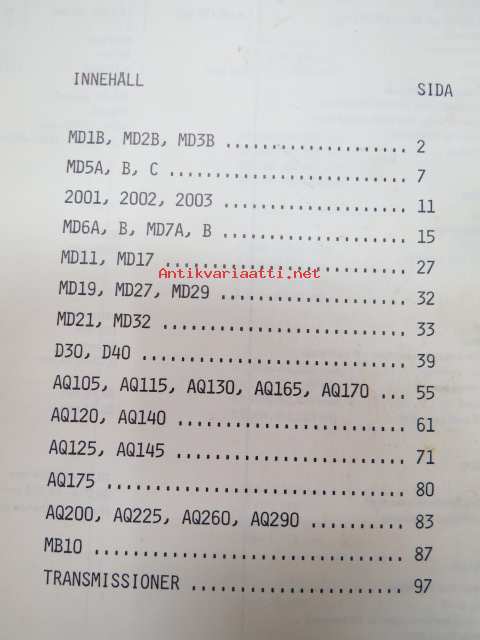 INNEHÅLL SIDA
MD1B, MD2B, MD3B .................... 2
MD5A, B, C .......................... 7
2001, 2002, 2003 .................... 11
MD6A, B, MD7A, B .................... 15
MD11, MD17 .......................... 27
Antikvariaatti.net
MD19, MD27, MD29 .................... 32
MD21, MD32 .......................... 33
D30, D40 ............................ 39
AQ105, AQ115, AQ130, AQ165, AQ170 ... 55
AQ120, AQ140 ........................ 61
AQ125, AQ145 ........................ 71
AQ175 ............................... 80
AQ200, AQ225, AQ260, AQ290 .......... 83
MB10 ................................ 87
TRANSMISSIONER ...................... 97